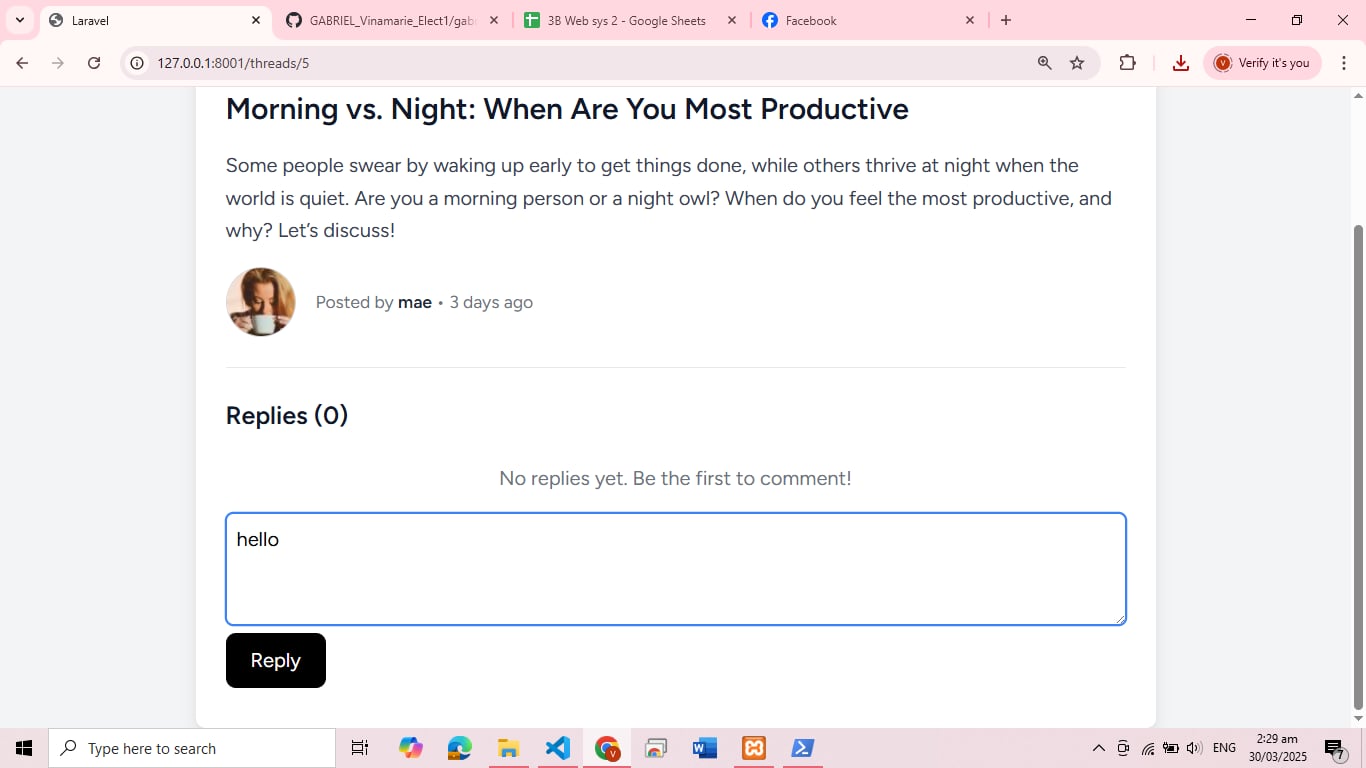 Laravel
GABRIEL_Vinamarie_Elect1/gab
3B Web sys 2 - Google Sheets
Facebook
127.0.0.1:8001/threads/5
Verify it's you
Morning vs. Night: When Are You Most Productive
Some people swear by waking up early to get things done, while others thrive at night when the
world is quiet. Are you a morning person or a night owl? When do you feel the most productive, and
why? Let’s discuss!
Posted by mae • 3 days ago
Replies (0)
No replies yet. Be the first to comment!
hello
Reply
Type here to search
ENG
2:29 am
30/03/2025
7